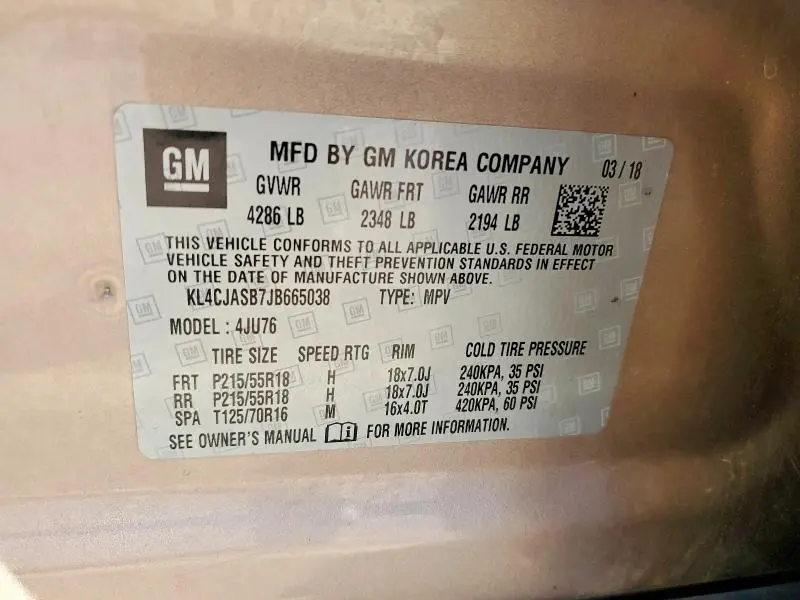 GM MFD BY GM KOREA COMPANY 03/18
GVWR GAWR FRT GAWR RR
4286 LB 2348 LB 2194 LB
THIS VEHICLE CONFORMS TO ALL APPLICABLE U.S. FEDERAL MOTOR
VEHICLE SAFETY AND THEFT PREVENTION STANDARDS IN EFFECT
ON THE DATE OF MANUFACTURE SHOWN ABOVE.
KL4CJASB7JB665038 TYPE: MPV
MODEL : 4JU76
TIRE SIZE SPEED RTG RIM COLD TIRE PRESSURE
FRT P215/55R18 H 18x7.0J 240KPA, 35 PSI
RR P215/55R18 H 18x7.0J 240KPA, 35 PSI
SPA T125/70R16 M 16x4.0T 420KPA, 60 PSI
SEE OWNER'S MANUAL FOR MORE INFORMATION.